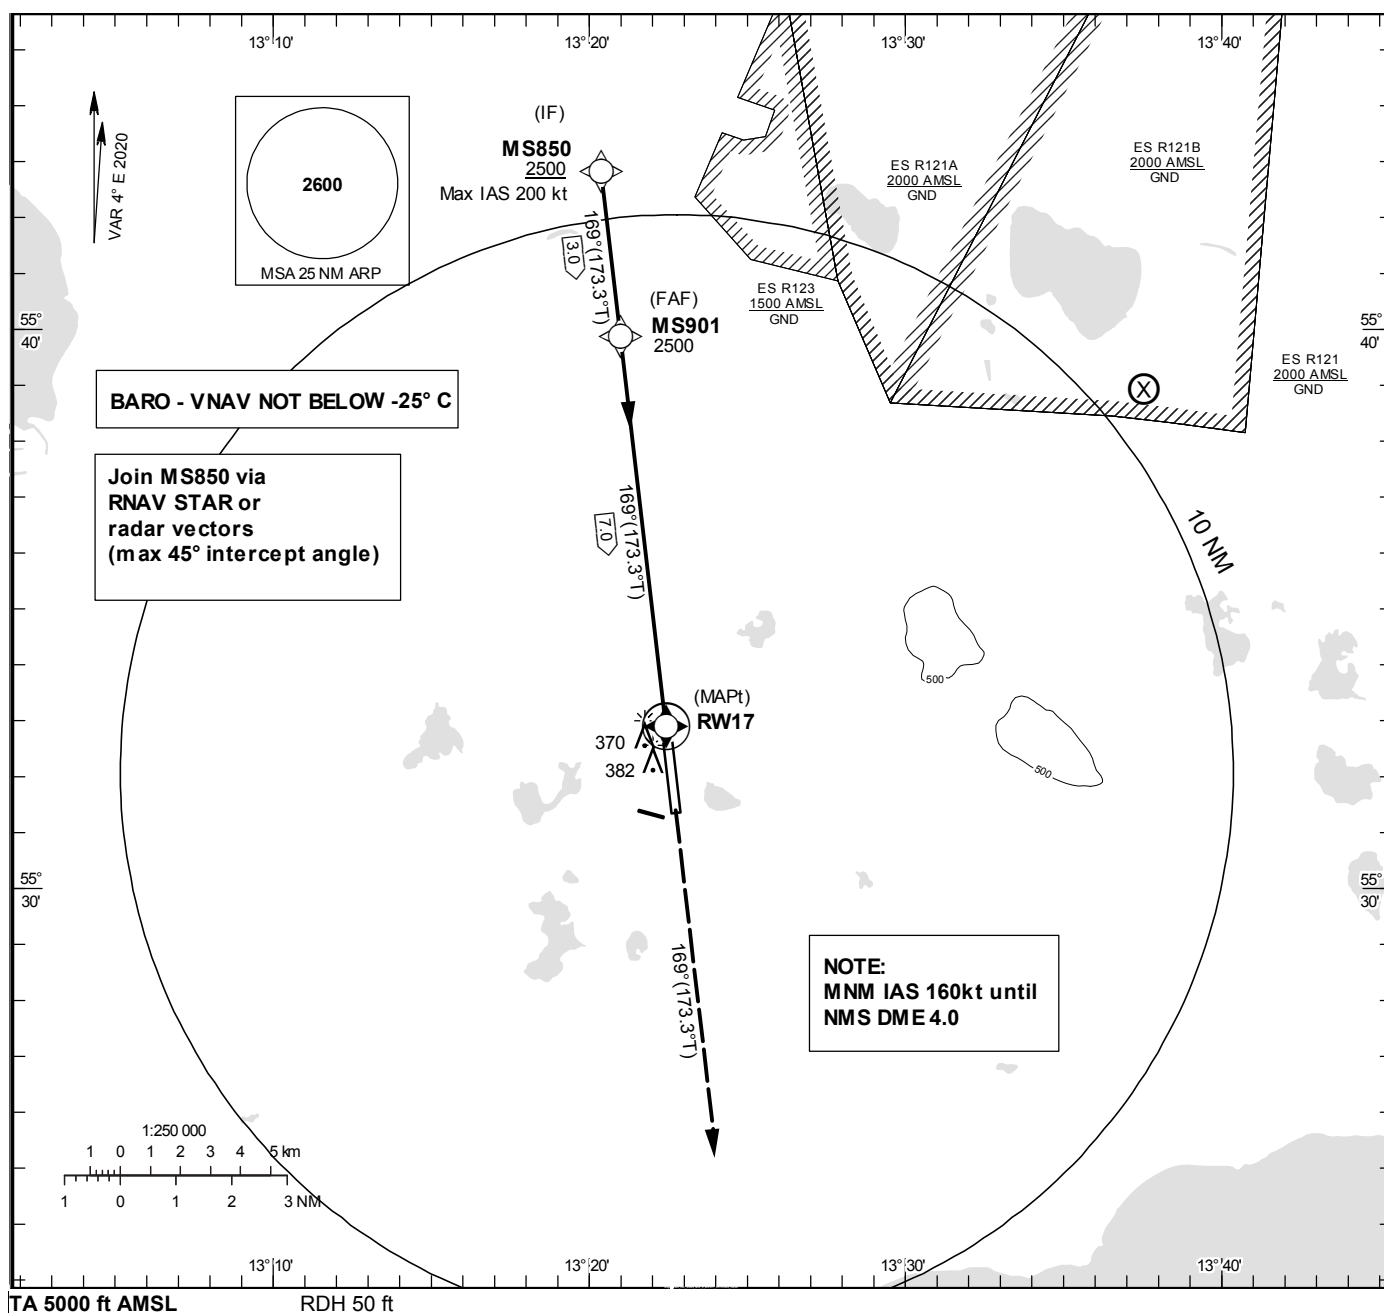 13°10'
13°20'
13°30'
13°40'
VAR 4° E 2020
2600
MSA 25 NM ARP
(IF)
MS850
2500
Max IAS 200 kt
169°(173.3°T)
3.0
(FAF)
MS901
2500
ES R121A
2000 AMSL
GND
ES R121B
2000 AMSL
GND
ES R123
1500 AMSL
GND
ES R121
2000 AMSL
GND
X
55°
40'
55°
40'
BARO - VNAV NOT BELOW -25° C
Join MS850 via
RNAV STAR or
radar vectors
(max 45° intercept angle)
169°(173.3°T)
7.0
10 NM
500
500
(MAPt)
RW17
370
382
55°
30'
55°
30'
169°(173.3°T)
NOTE:
MNM IAS 160kt until
NMS DME 4.0
1:250 000
1 0 1 2 3 4 5 km
1 0 1 2 3 NM
13°10'
13°20'
13°30'
13°40'
TA 5000 ft AMSL RDH 50 ft